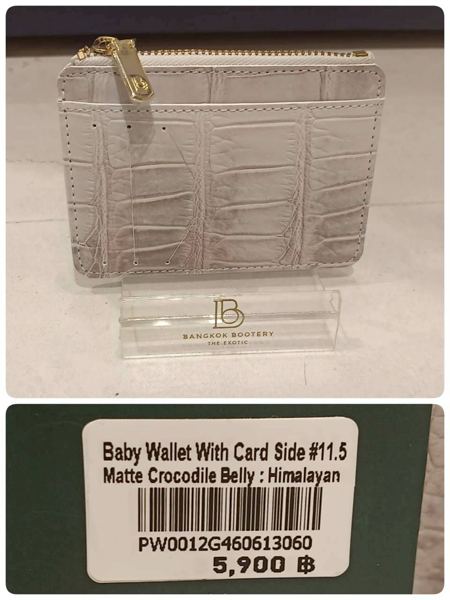 B
BANGKOK BOOTERY
THE EXOTIC
Baby Wallet With Card Side #11.5
Matte Crocodile Belly : Himalayan
PW0012G460613060
5,900 ฿